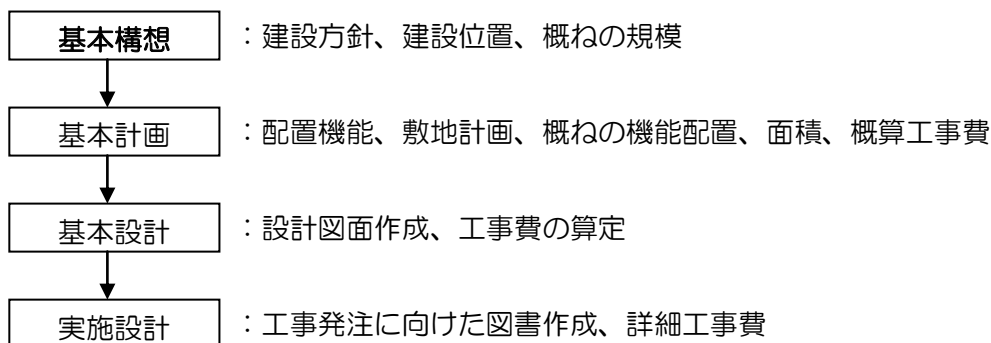 基本構想 :建設方針、建設位置、概ねの規模
基本計画 :配置機能、敷地計画、概ねの機能配置、面積、概算工事費
基本設計 :設計図面作成、工事費の算定
実施設計 :工事発注に向けた図書作成、詳細工事費